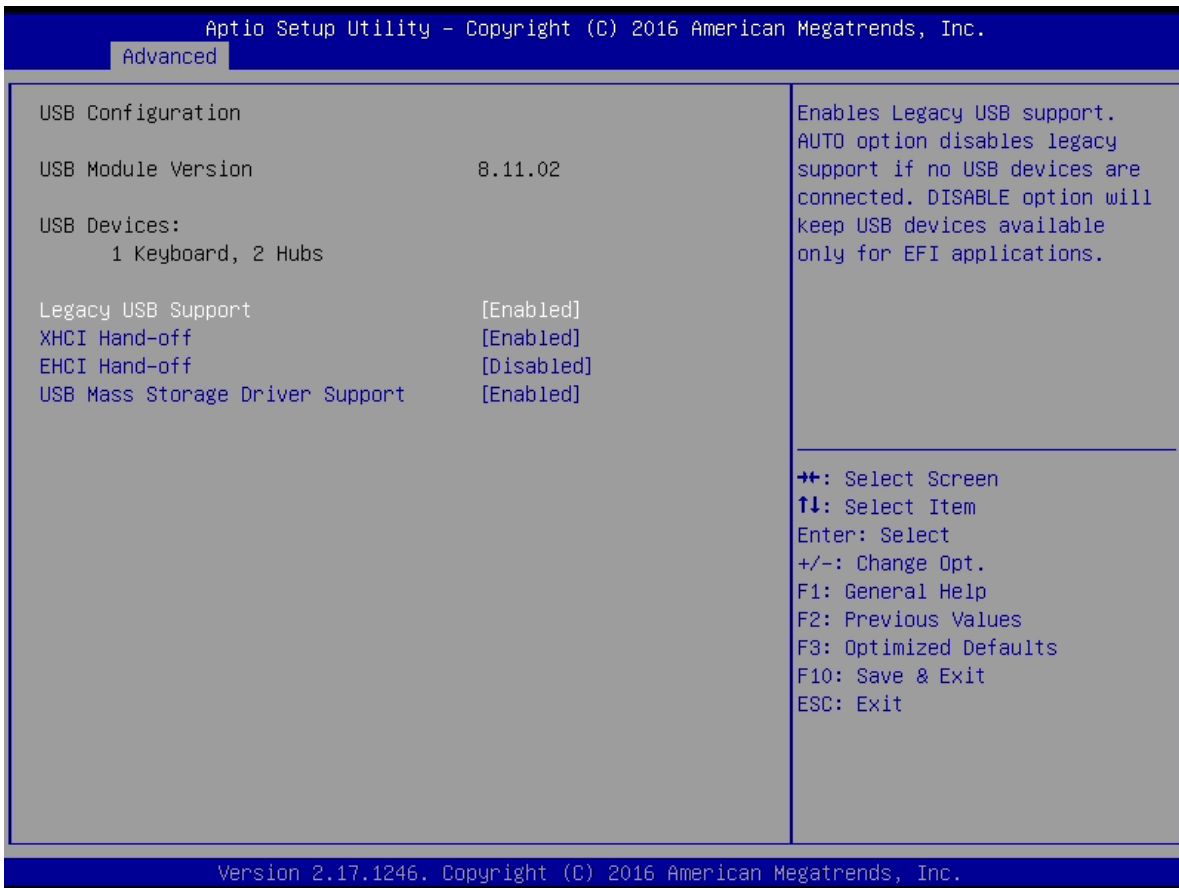 Aptio Setup Utility – Copyright (C) 2016 American Megatrends, Inc.
Advanced
USB Configuration
USB Module Version 8.11.02
USB Devices:
1 Keyboard, 2 Hubs
Legacy USB Support [Enabled]
XHCI Hand-off [Enabled]
EHCI Hand-off [Disabled]
USB Mass Storage Driver Support [Enabled]
Enables Legacy USB support.
AUTO option disables legacy
support if no USB devices are
connected. DISABLE option will
keep USB devices available
only for EFI applications.
→←: Select Screen
↑↓: Select Item
Enter: Select
+/-: Change Opt.
F1: General Help
F2: Previous Values
F3: Optimized Defaults
F10: Save & Exit
ESC: Exit
Version 2.17.1246. Copyright (C) 2016 American Megatrends, Inc.